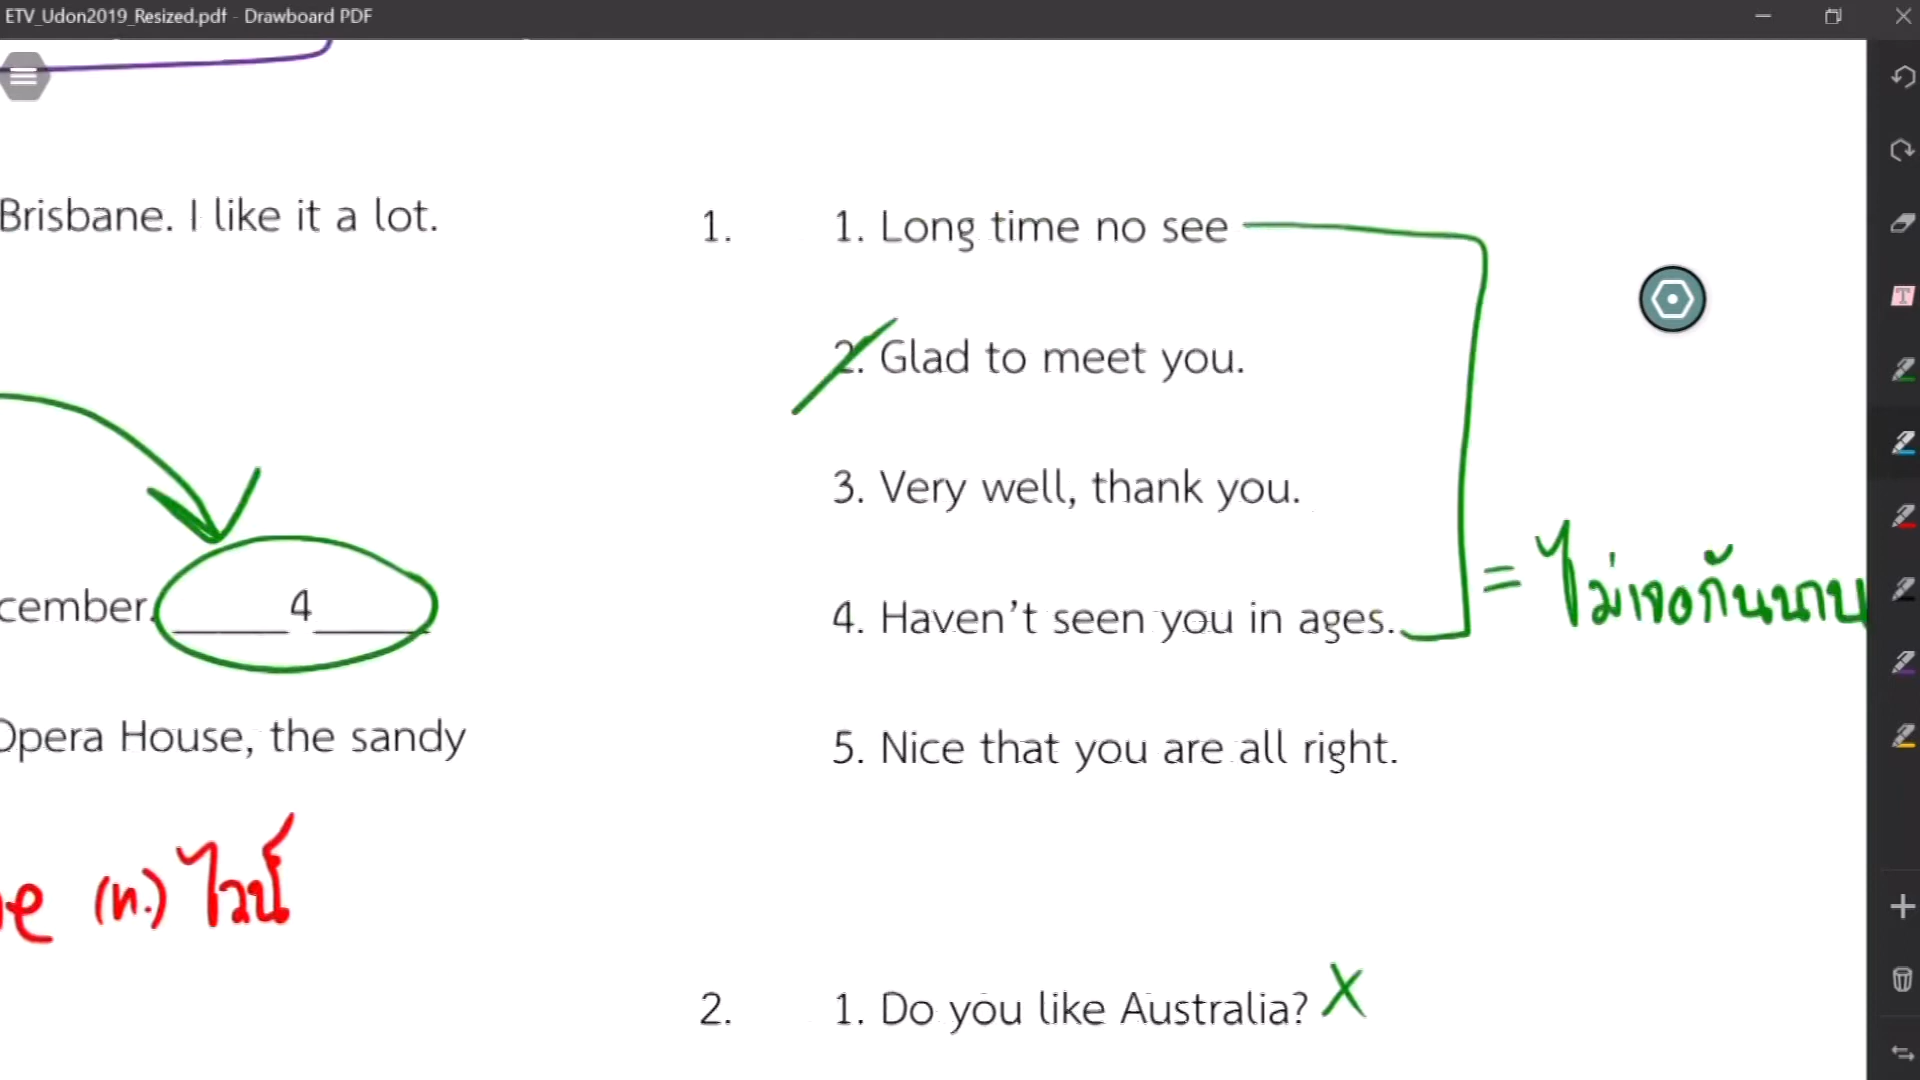 ETV_Udon2019_Resized.pdf - Drawboard PDF
Brisbane. I like it a lot.
cember. 4
Opera House, the sandy
(n.) ไวน์
1. 1. Long time no see
2. Glad to meet you.
3. Very well, thank you.
4. Haven't seen you in ages.
= ไม่เจอกันนาน
5. Nice that you are all right.
2. 1. Do you like Australia? X